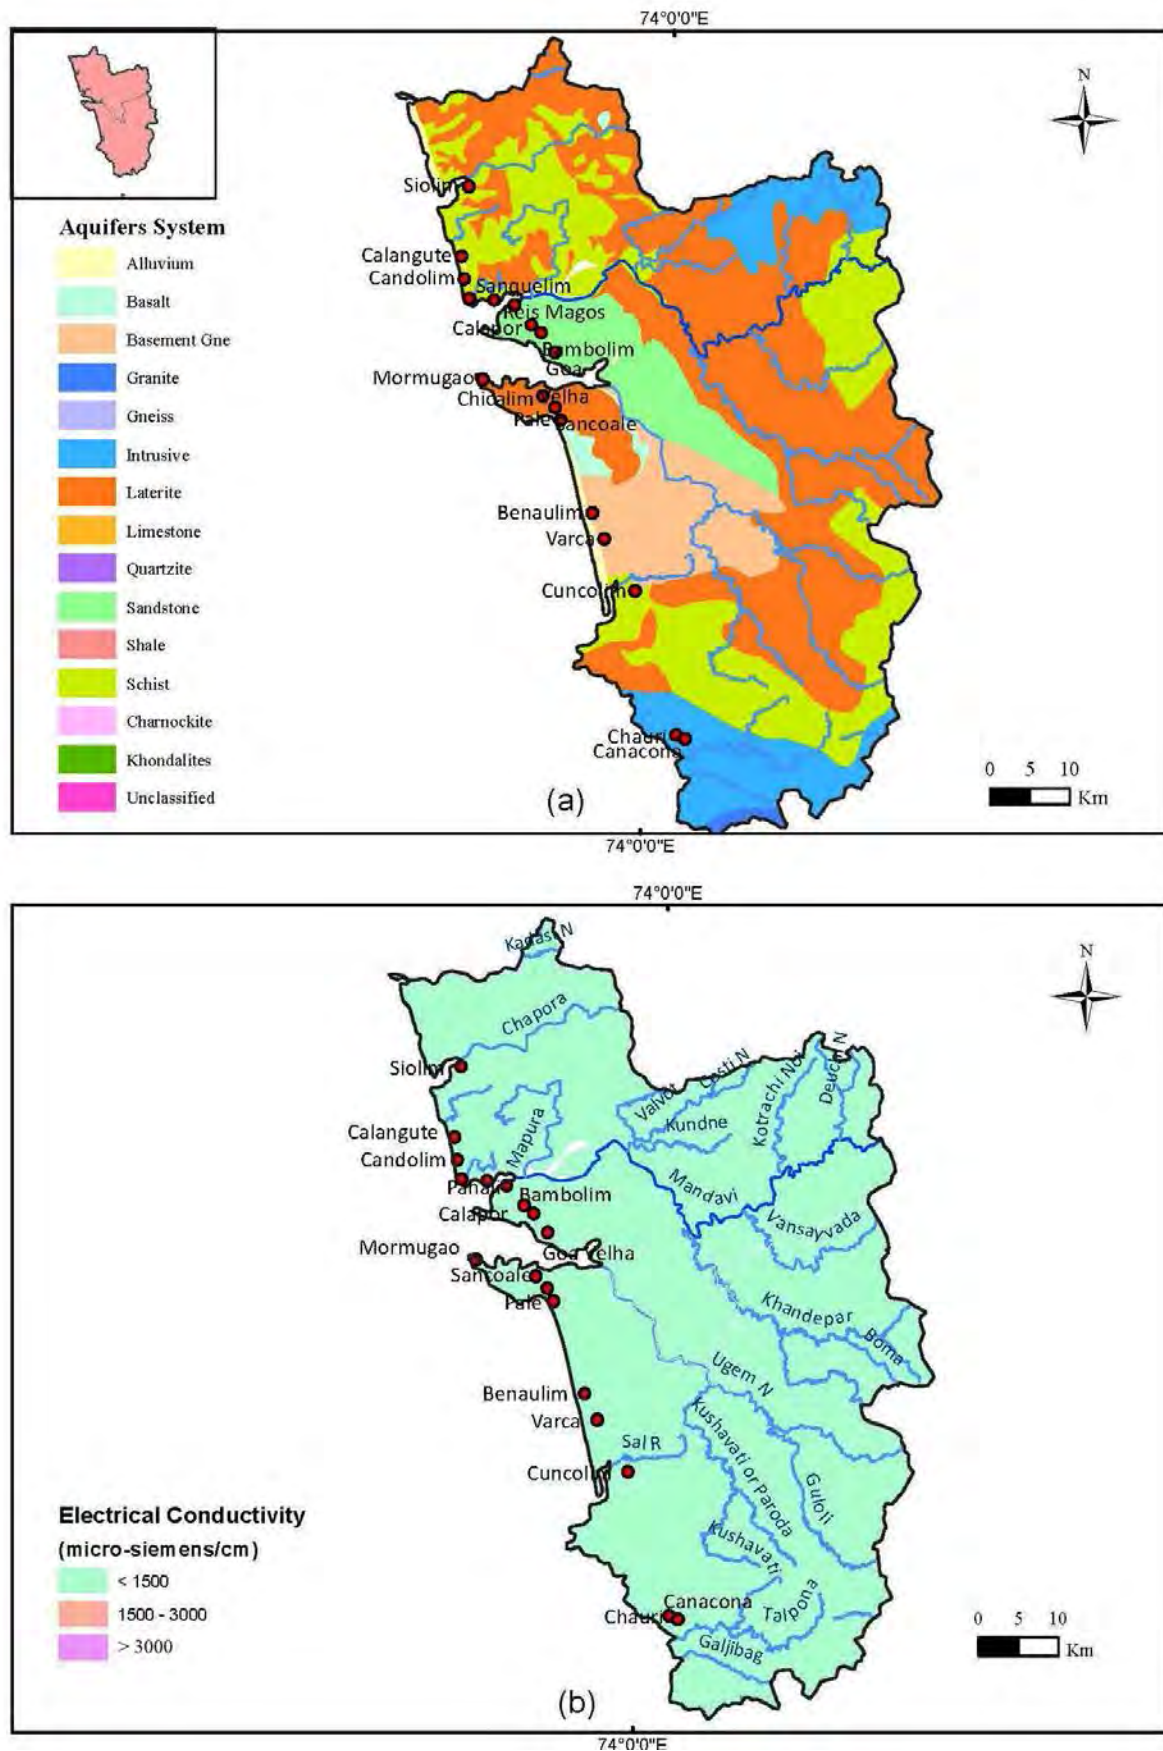 74°0'0"E
N
Aquifers System
Alluvium
Basalt
Basement Gne
Granite
Gneiss
Intrusive
Laterite
Limestone
Quartzite
Sandstone
Shale
Schist
Charnockite
Khondalites
Unclassified
Siolim
Calangute
Candolim
Sanquelim
Reis Magos
Calapor
Bambolim
Goa
Velha
Mormugao
Chicalim
Pale
Sancoale
Benaulim
Varca
Cuncolim
Chauri
Canacona
0 5 10
Km
(a)
74°0'0"E
74°0'0"E
N
Kadasi N
Chapora
Siolim
Valvot
Costi N
Kundne
Kotrachi Noi
Deuchi N
Calangute
Mapura
Candolim
Panaji
Bambolim
Mandavi
Vansayvada
Calapor
Mormugao
Goa Velha
Sancoale
Pale
Khandepar
Boma
Ugem N
Benaulim
Varca
Sal R
Kushavati or Paroda
Cuncolim
Guloli
Kushavati
Canacona
Chauri
Talpona
Galjibag
Electrical Conductivity
(micro-siemens/cm)
< 1500
1500 - 3000
> 3000
0 5 10
Km
(b)
74°0'0"E